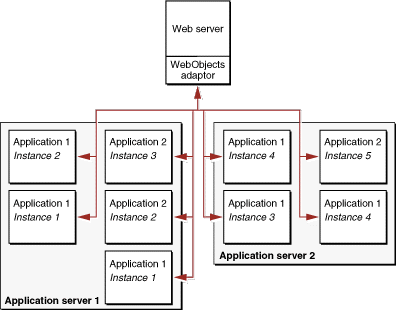 Web server
WebObjects
adaptor
Application 1
Instance 2
Application 2
Instance 3
Application 1
Instance 1
Application 2
Instance 2
Application 1
Instance 1
Application server 1
Application 1
Instance 4
Application 2
Instance 5
Application 1
Instance 3
Application 1
Instance 4
Application server 2